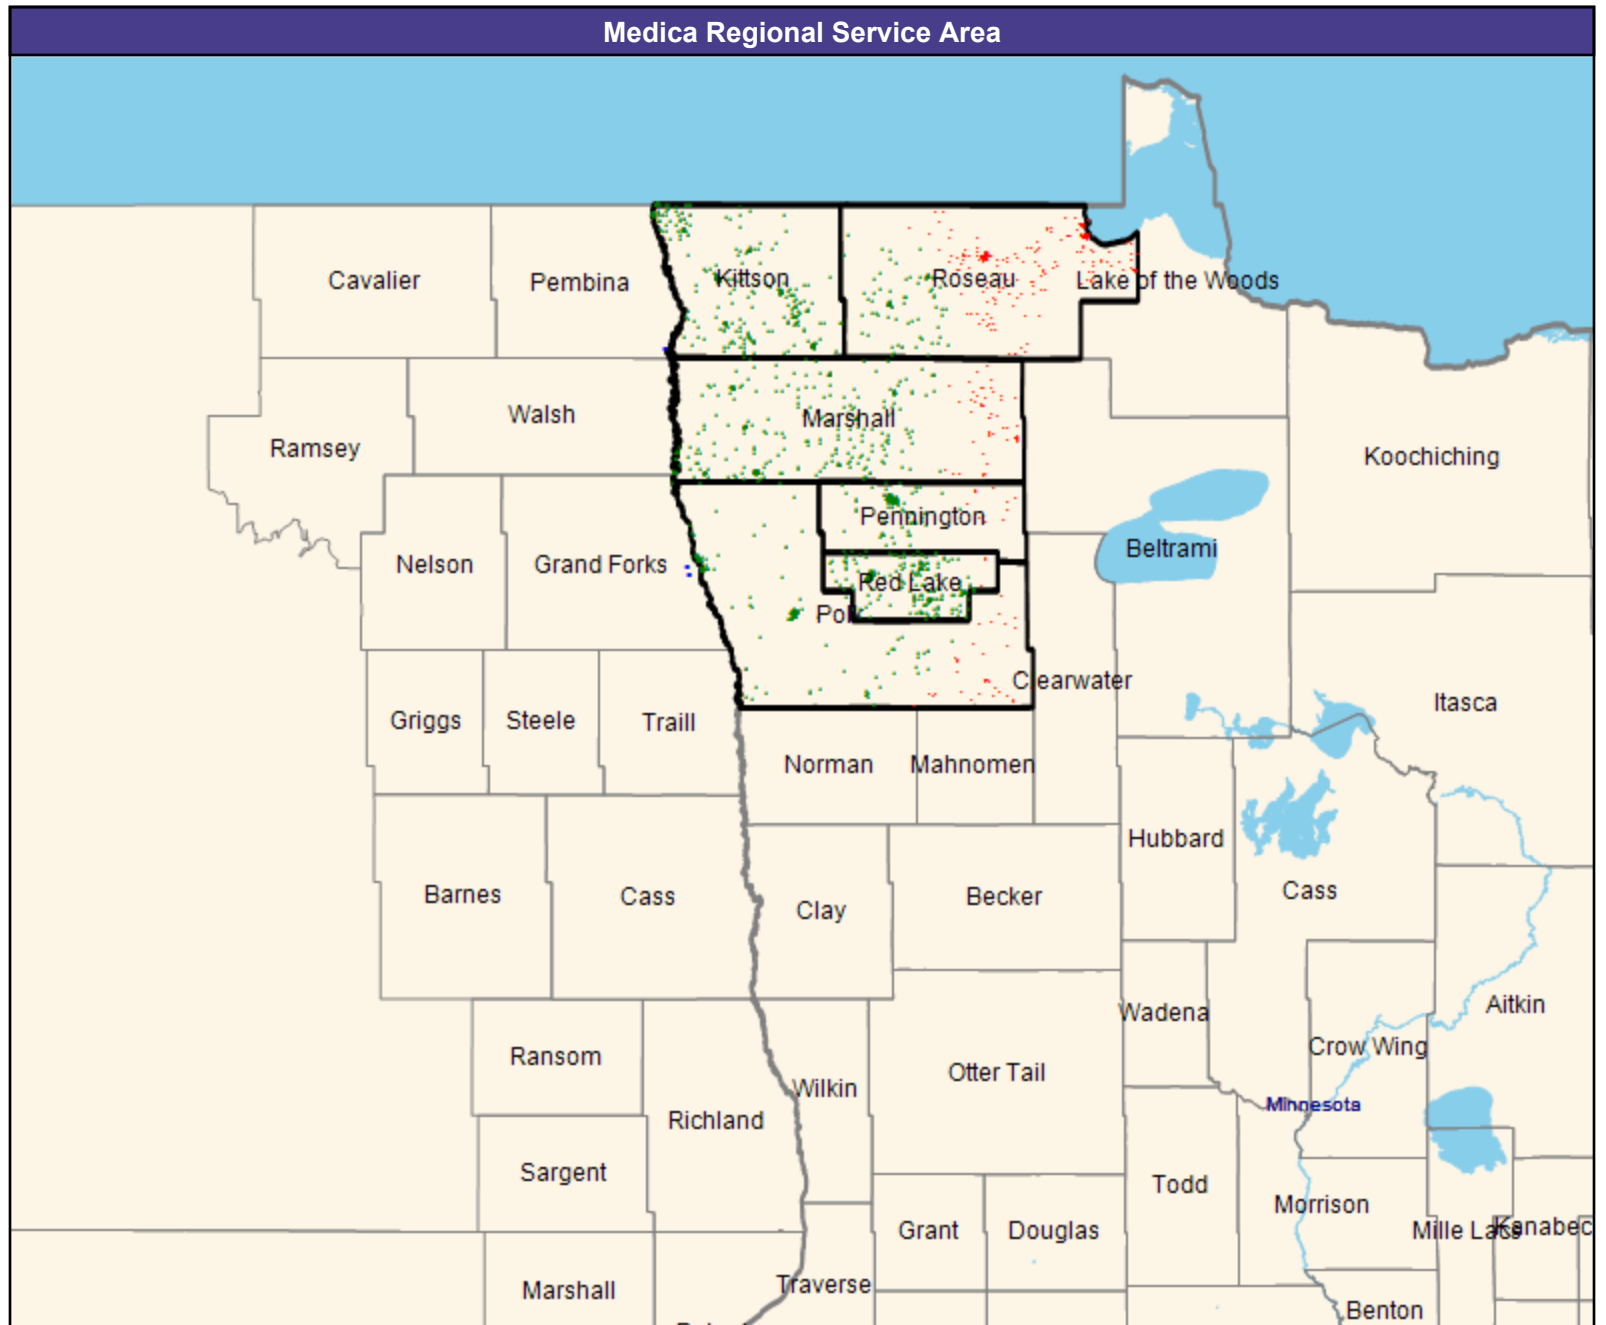 Medica Regional Service Area
Cavalier
Pembina
Kittson
Roseau
Lake of the Woods
Walsh
Marshall
Ramsey
Koochiching
Pennington
Nelson
Grand Forks
Beltrami
Red Lake
Polk
Clearwater
Griggs
Steele
Traill
Itasca
Norman
Mahnomen
Hubbard
Barnes
Cass
Clay
Becker
Cass
Wadena
Aitkin
Ransom
Crow Wing
Otter Tail
Wilkin
Minnesota
Richland
Sargent
Todd
Morrison
Grant
Douglas
Mille Lacs
Kanabec
Marshall
Traverse
Benton